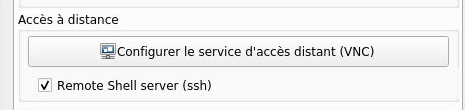 Accès à distance
Configurer le service d'accès distant (VNC)
Remote Shell server (ssh)